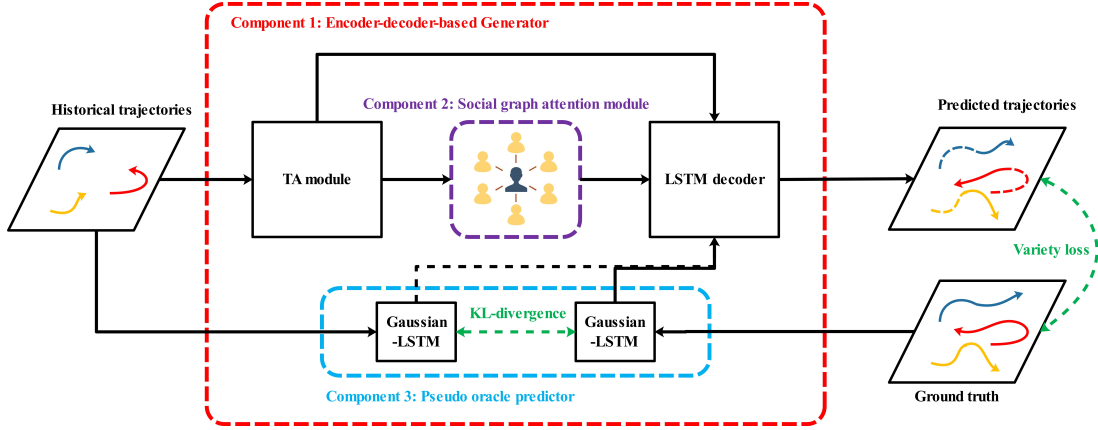 Component 1: Encoder-decoder-based Generator
Historical trajectories
Component 2: Social graph attention module
Predicted trajectories
TA module
LSTM decoder
Variety loss
Gaussian
-LSTM
KL-divergence
Gaussian
-LSTM
Component 3: Pseudo oracle predictor
Ground truth